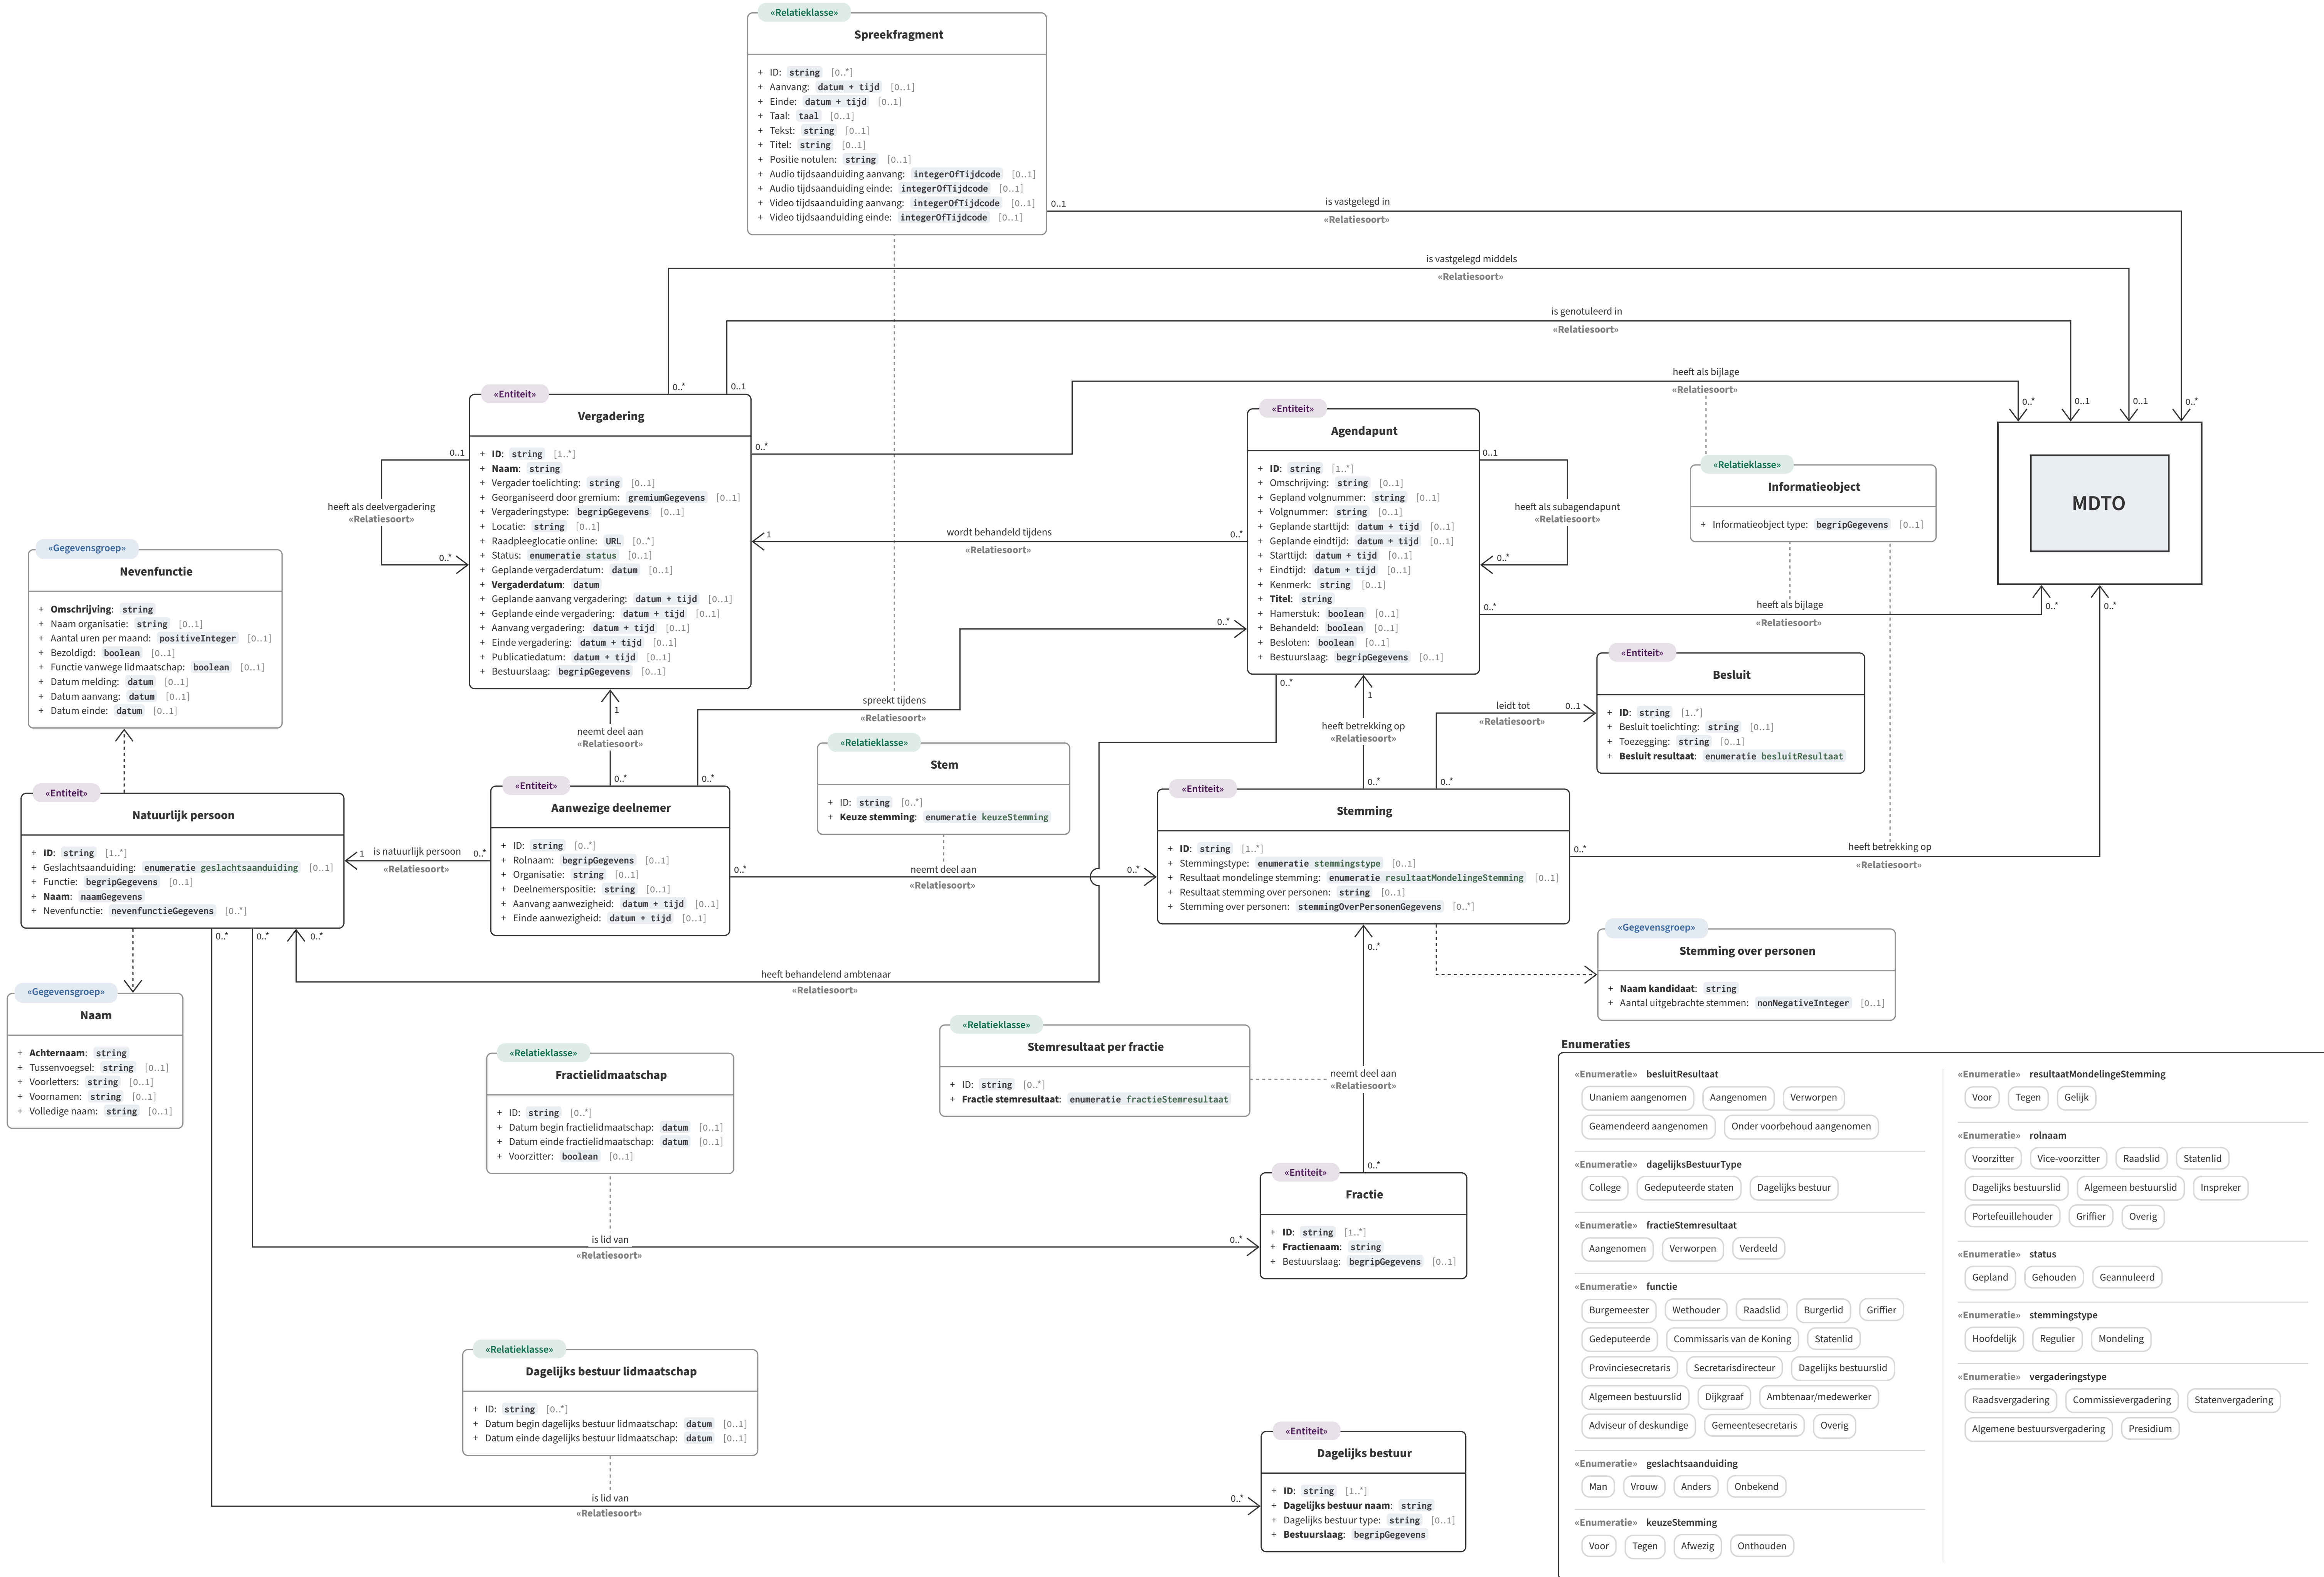 «Relatieklasse»
Spreekfragment
+ ID: string [0..*]
+ Aanvang: datum + tijd [0..1]
+ Einde: datum + tijd [0..1]
+ Taal: taal [0..1]
+ Tekst: string [0..1]
+ Titel: string [0..1]
+ Positie notulen: string [0..1]
+ Audio tijdsaanduiding aanvang: integerOfTijdcode [0..1]
+ Audio tijdsaanduiding einde: integerOfTijdcode [0..1]
+ Video tijdsaanduiding aanvang: integerOfTijdcode [0..1]
+ Video tijdsaanduiding einde: integerOfTijdcode [0..1]
0..1
is vastgelegd in
«Relatiesoort»
is vastgelegd middels
«Relatiesoort»
is genotuleerd in
«Relatiesoort»
heeft als bijlage
«Relatiesoort»
0..*
0..1
0..*
0..1
0..1
0..*
«Entiteit»
Vergadering
+ ID: string [1..*]
+ Naam: string
+ Vergader toelichting: string [0..1]
+ Georganiseerd door gremium: gremiumGegevens [0..1]
+ Vergaderingstype: begripGegevens [0..1]
+ Locatie: string [0..1]
+ Raadpleeglocatie online: URL [0..*]
+ Status: enumeratie status [0..1]
+ Geplande vergaderdatum: datum [0..1]
+ Vergaderdatum: datum
+ Geplande aanvang vergadering: datum + tijd [0..1]
+ Geplande einde vergadering: datum + tijd [0..1]
+ Aanvang vergadering: datum + tijd [0..1]
+ Einde vergadering: datum + tijd [0..1]
+ Publicatiedatum: datum + tijd [0..1]
+ Bestuurslaag: begripGegevens [0..1]
0..1
heeft als deelvergadering
«Relatiesoort»
0..*
0..*
1
wordt behandeld tijdens
«Relatiesoort»
0..*
«Entiteit»
Agendapunt
+ ID: string [1..*]
+ Omschrijving: string [0..1]
+ Gepland volgnummer: string [0..1]
+ Volgnummer: string [0..1]
+ Geplande starttijd: datum + tijd [0..1]
+ Geplande eindtijd: datum + tijd [0..1]
+ Starttijd: datum + tijd [0..1]
+ Eindtijd: datum + tijd [0..1]
+ Kenmerk: string [0..1]
+ Titel: string
+ Hamerstuk: boolean [0..1]
+ Behandeld: boolean [0..1]
+ Besloten: boolean [0..1]
+ Bestuurslaag: begripGegevens [0..1]
0..1
heeft als subagendapunt
«Relatiesoort»
0..*
0..*
heeft als bijlage
«Relatiesoort»
0..*
0..*
«Relatieklasse»
Informatieobject
+ Informatieobject type: begripGegevens [0..1]
MDTO
«Gegevensgroep»
Nevenfunctie
+ Omschrijving: string
+ Naam organisatie: string [0..1]
+ Aantal uren per maand: positiveInteger [0..1]
+ Bezoldigd: boolean [0..1]
+ Functie vanwege lidmaatschap: boolean [0..1]
+ Datum melding: datum [0..1]
+ Datum aanvang: datum [0..1]
+ Datum einde: datum [0..1]
0..*
spreekt tijdens
«Relatiesoort»
1
neemt deel aan
«Relatiesoort»
0..*
0..*
0..*
1
heeft betrekking op
«Relatiesoort»
0..*
leidt tot
«Relatiesoort»
0..1
0..*
«Entiteit»
Besluit
+ ID: string [1..*]
+ Besluit toelichting: string [0..1]
+ Toezegging: string [0..1]
+ Besluit resultaat: enumeratie besluitResultaat
«Relatieklasse»
Stem
+ ID: string [0..*]
+ Keuze stemming: enumeratie keuzeStemming
«Entiteit»
Natuurlijk persoon
+ ID: string [1..*]
+ Geslachtsaanduiding: enumeratie geslachtsaanduiding [0..1]
+ Functie: begripGegevens [0..1]
+ Naam: naamGegevens
+ Nevenfunctie: nevenfunctieGegevens [0..*]
1
is natuurlijk persoon
«Relatiesoort»
0..*
«Entiteit»
Aanwezige deelnemer
+ ID: string [0..*]
+ Rolnaam: begripGegevens [0..1]
+ Organisatie: string [0..1]
+ Deelnemerspositie: string [0..1]
+ Aanvang aanwezigheid: datum + tijd [0..1]
+ Einde aanwezigheid: datum + tijd [0..1]
0..*
neemt deel aan
«Relatiesoort»
0..*
«Entiteit»
Stemming
+ ID: string [1..*]
+ Stemmingstype: enumeratie stemmingstype [0..1]
+ Resultaat mondelinge stemming: enumeratie resultaatMondelingeStemming [0..1]
+ Resultaat stemming over personen: string [0..1]
+ Stemming over personen: stemmingOverPersonenGegevens [0..*]
0..*
heeft betrekking op
«Relatiesoort»
0..*
0..*
0..*
0..*
heeft behandelend ambtenaar
«Relatiesoort»
«Gegevensgroep»
Stemming over personen
+ Naam kandidaat: string
+ Aantal uitgebrachte stemmen: nonNegativeInteger [0..1]
«Gegevensgroep»
Naam
+ Achternaam: string
+ Tussenvoegsel: string [0..1]
+ Voorletters: string [0..1]
+ Voornamen: string [0..1]
+ Volledige naam: string [0..1]
«Relatieklasse»
Fractielidmaatschap
+ ID: string [0..*]
+ Datum begin fractielidmaatschap: datum [0..1]
+ Datum einde fractielidmaatschap: datum [0..1]
+ Voorzitter: boolean [0..1]
«Relatieklasse»
Stemresultaat per fractie
+ ID: string [0..*]
+ Fractie stemresultaat: enumeratie fractieStemresultaat
neemt deel aan
«Relatiesoort»
0..*
«Entiteit»
Fractie
+ ID: string [1..*]
+ Fractienaam: string
+ Bestuurslaag: begripGegevens [0..1]
is lid van
«Relatiesoort»
0..*
«Relatieklasse»
Dagelijks bestuur lidmaatschap
+ ID: string [0..*]
+ Datum begin dagelijks bestuur lidmaatschap: datum [0..1]
+ Datum einde dagelijks bestuur lidmaatschap: datum [0..1]
is lid van
«Relatiesoort»
0..*
«Entiteit»
Dagelijks bestuur
+ ID: string [1..*]
+ Dagelijks bestuur naam: string
+ Dagelijks bestuur type: string [0..1]
+ Bestuurslaag: begripGegevens
Enumeraties
«Enumeratie» besluitResultaat
Unaniem aangenomen Aangenomen Verworpen
Geamendeerd aangenomen Onder voorbehoud aangenomen
«Enumeratie» dagelijksBestuurType
College Gedeputeerde staten Dagelijks bestuur
«Enumeratie» fractieStemresultaat
Aangenomen Verworpen Verdeeld
«Enumeratie» functie
Burgemeester Wethouder Raadslid Burgerlid Griffier
Gedeputeerde Commissaris van de Koning Statenlid
Provinciesecretaris Secretarisdirecteur Dagelijks bestuurslid
Algemeen bestuurslid Dijkgraaf Ambtenaar/medewerker
Adviseur of deskundige Gemeentesecretaris Overig
«Enumeratie» geslachtsaanduiding
Man Vrouw Anders Onbekend
«Enumeratie» keuzeStemming
Voor Tegen Afwezig Onthouden
«Enumeratie» resultaatMondelingeStemming
Voor Tegen Gelijk
«Enumeratie» rolnaam
Voorzitter Vice-voorzitter Raadslid Statenlid
Dagelijks bestuurslid Algemeen bestuurslid Inspreker
Portefeuillehouder Griffier Overig
«Enumeratie» status
Gepland Gehouden Geannuleerd
«Enumeratie» stemmingstype
Hoofdelijk Regulier Mondeling
«Enumeratie» vergaderingstype
Raadsvergadering Commissievergadering Statenvergadering
Algemene bestuursvergadering Presidium